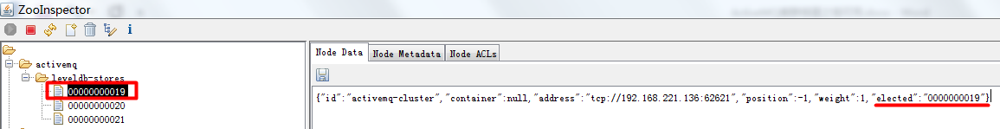 ZooInspector
activemq
leveldb-stores
00000000019
00000000020
00000000021
Node Data Node Metadata Node ACLs
{"id":"activemq-cluster","container":null,"address":"tcp://192.168.221.136:62621","position":-1,"weight":1,"elected":"0000000019"}